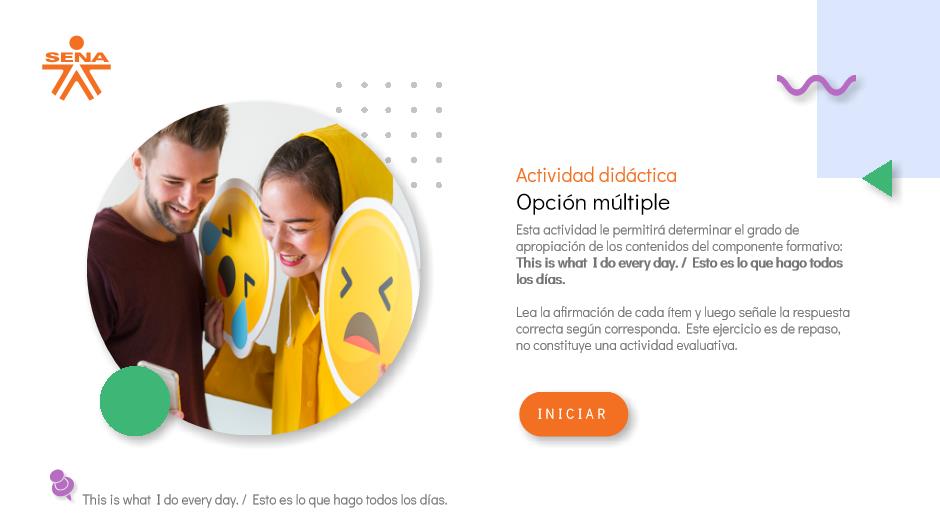 SENA
Actividad didáctica
Opción múltiple
Esta actividad le permitirá determinar el grado de
apropiación de los contenidos del componente formativo:
This is what I do every day. / Esto es lo que hago todos
los días.
Lea la afirmación de cada ítem y luego señale la respuesta
correcta según corresponda. Este ejercicio es de repaso,
no constituye una actividad evaluativa.
INICIAR
This is what I do every day. / Esto es lo que hago todos los días.